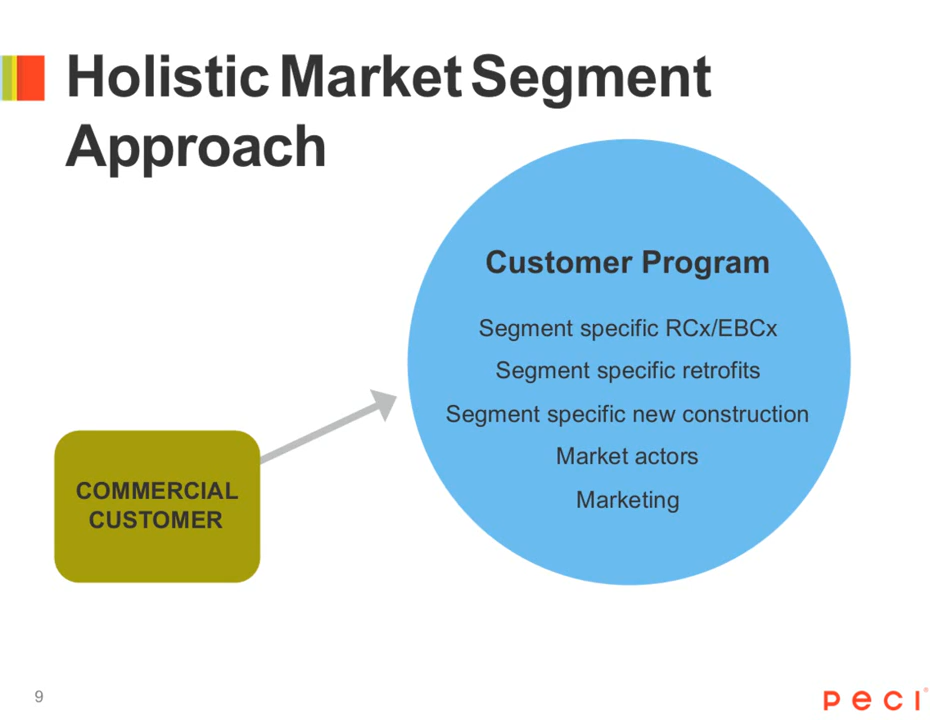 Holistic Market Segment
Approach
Customer Program
Segment specific RCx/EBCx
Segment specific retrofits
Segment specific new construction
Market actors
Marketing
COMMERCIAL
CUSTOMER
9
peci®